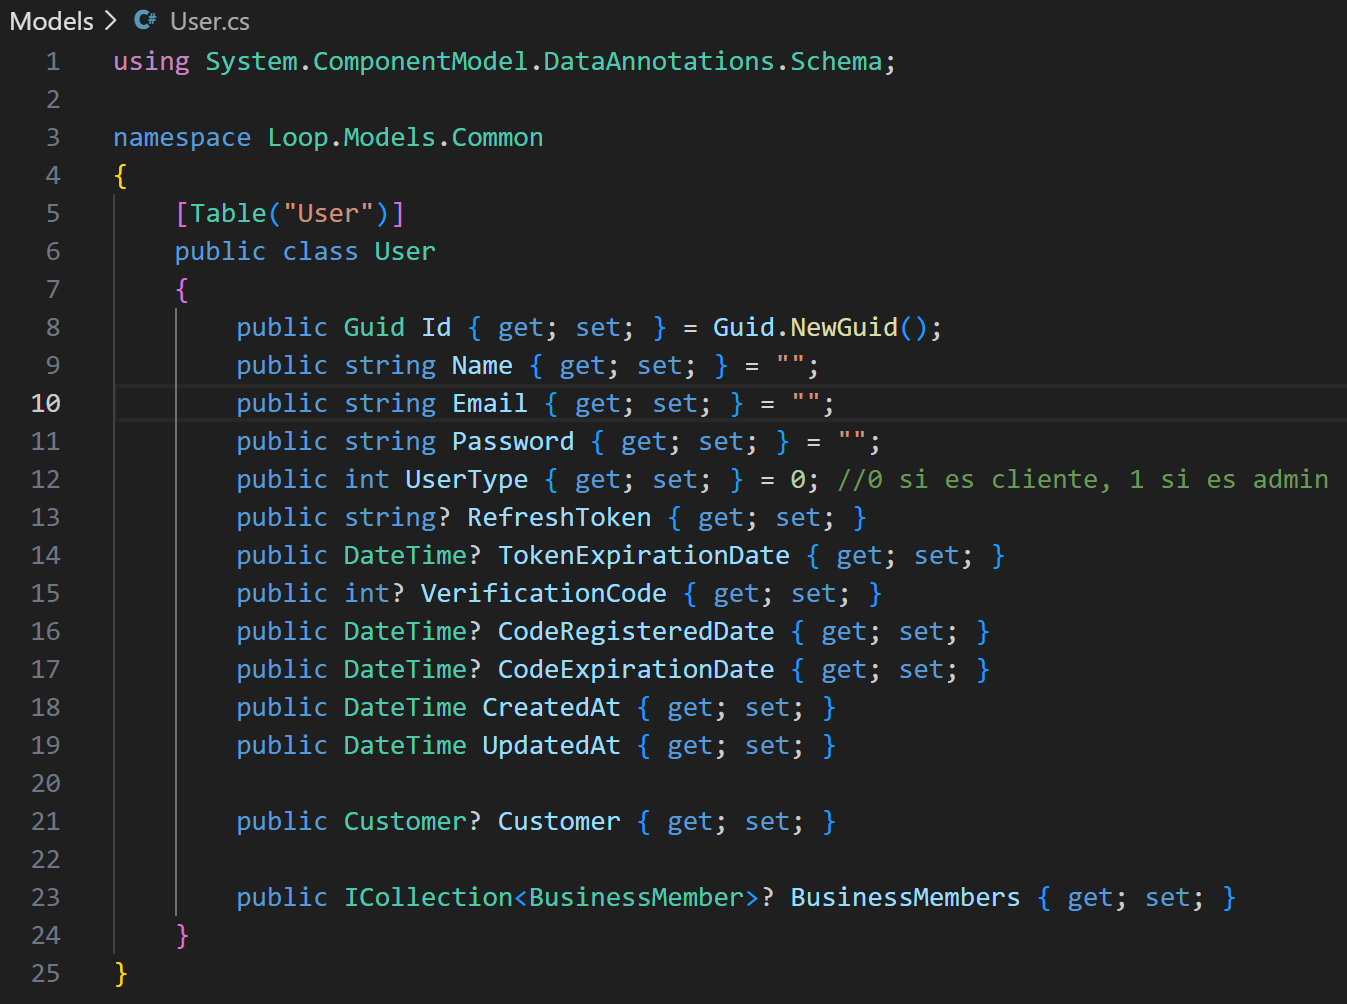 Models > C# User.cs
1 using System.ComponentModel.DataAnnotations.Schema;
2
3 namespace Loop.Models.Common
4 {
5     [Table("User")]
6     public class User
7     {
8         public Guid Id { get; set; } = Guid.NewGuid();
9         public string Name { get; set; } = "";
10         public string Email { get; set; } = "";
11         public string Password { get; set; } = "";
12         public int UserType { get; set; } = 0; //0 si es cliente, 1 si es admin
13         public string? RefreshToken { get; set; }
14         public DateTime? TokenExpirationDate { get; set; }
15         public int? VerificationCode { get; set; }
16         public DateTime? CodeRegisteredDate { get; set; }
17         public DateTime? CodeExpirationDate { get; set; }
18         public DateTime CreatedAt { get; set; }
19         public DateTime UpdatedAt { get; set; }
20
21         public Customer? Customer { get; set; }
22
23         public ICollection<BusinessMember>? BusinessMembers { get; set; }
24     }
25 }